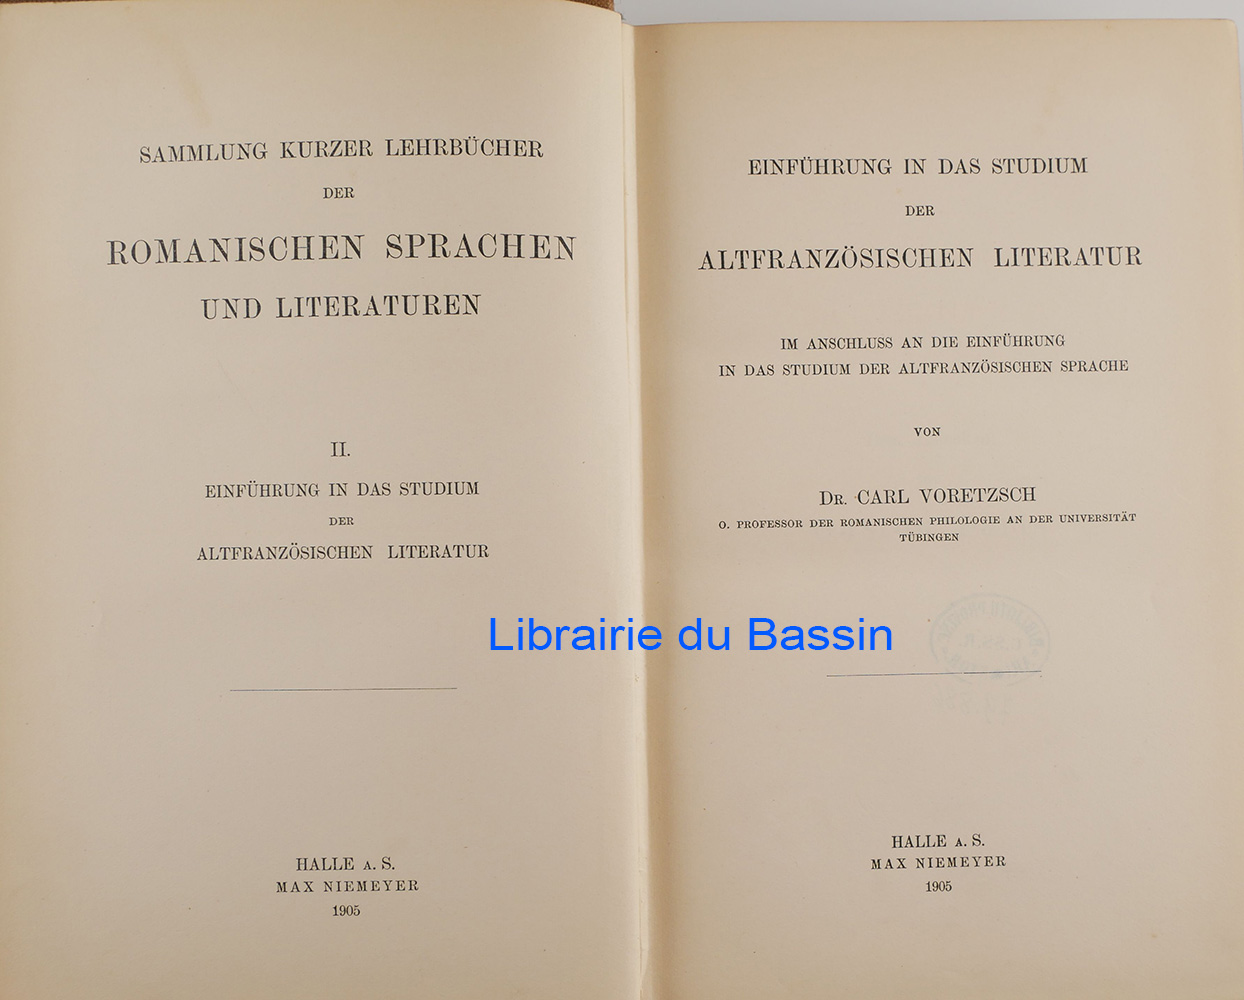 SAMMLUNG KURZER LEHRBÜCHER
DER
ROMANISCHEN SPRACHEN
UND LITERATUREN
II.
EINFÜHRUNG IN DAS STUDIUM
DER
ALTFRANZÖSISCHEN LITERATUR
HALLE A. S.
MAX NIEMEYER
1905
EINFÜHRUNG IN DAS STUDIUM
DER
ALTFRANZÖSISCHEN LITERATUR
IM ANSCHLUSS AN DIE EINFÜHRUNG
IN DAS STUDIUM DER ALTFRANZÖSISCHEN SPRACHE
VON
DR. CARL VORETZSCH
O. PROFESSOR DER ROMANISCHEN PHILOLOGIE AN DER UNIVERSITÄT
TÜBINGEN
HALLE A. S.
MAX NIEMEYER
1905
Librairie du Bassin